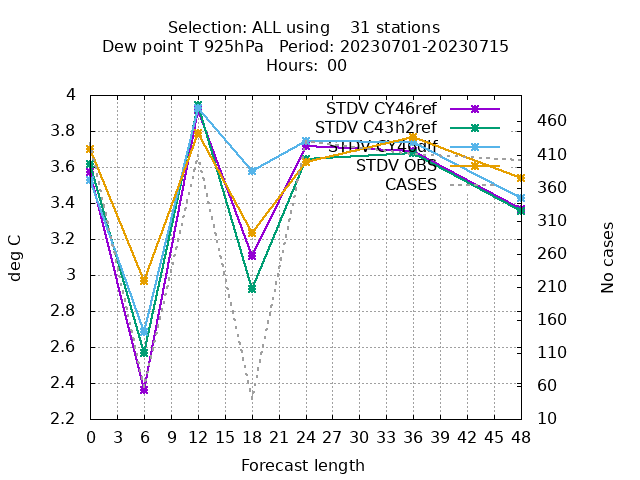 Selection: ALL using 31 stations
Dew point T 925hPa Period: 20230701-20230715
Hours: 00
4
3.8
3.6
3.4
3.2
3
2.8
2.6
2.4
2.2
deg C
STDV CY46ref
STDV C43h2ref
STDV CY46dlf
STDV OBS
CASES
460
410
360
310
260
210
160
110
60
10
No cases
0 3 6 9 12 15 18 21 24 27 30 33 36 39 42 45 48
Forecast length